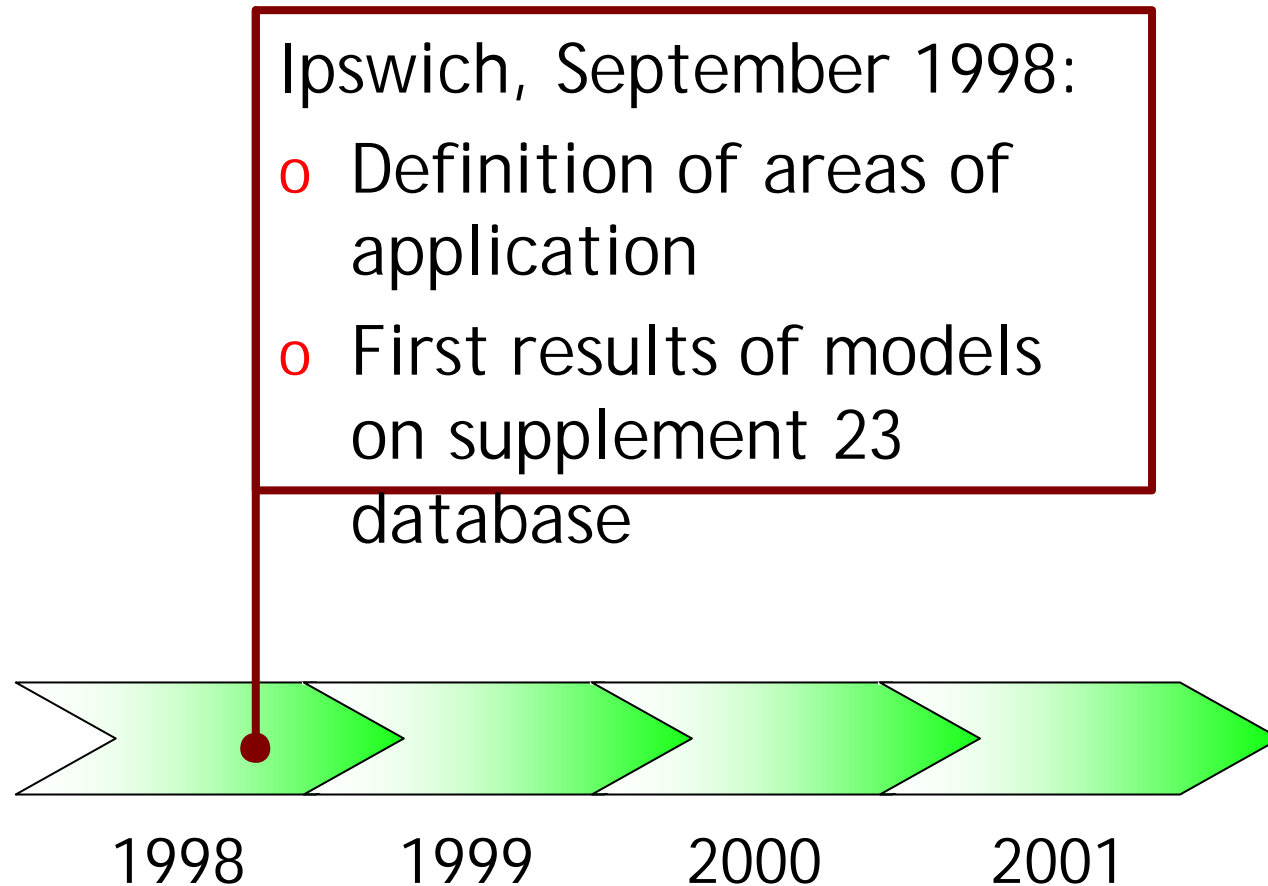 Ipswich, September 1998:
o Definition of areas of
application
o First results of models
on supplement 23
database
1998 1999 2000 2001